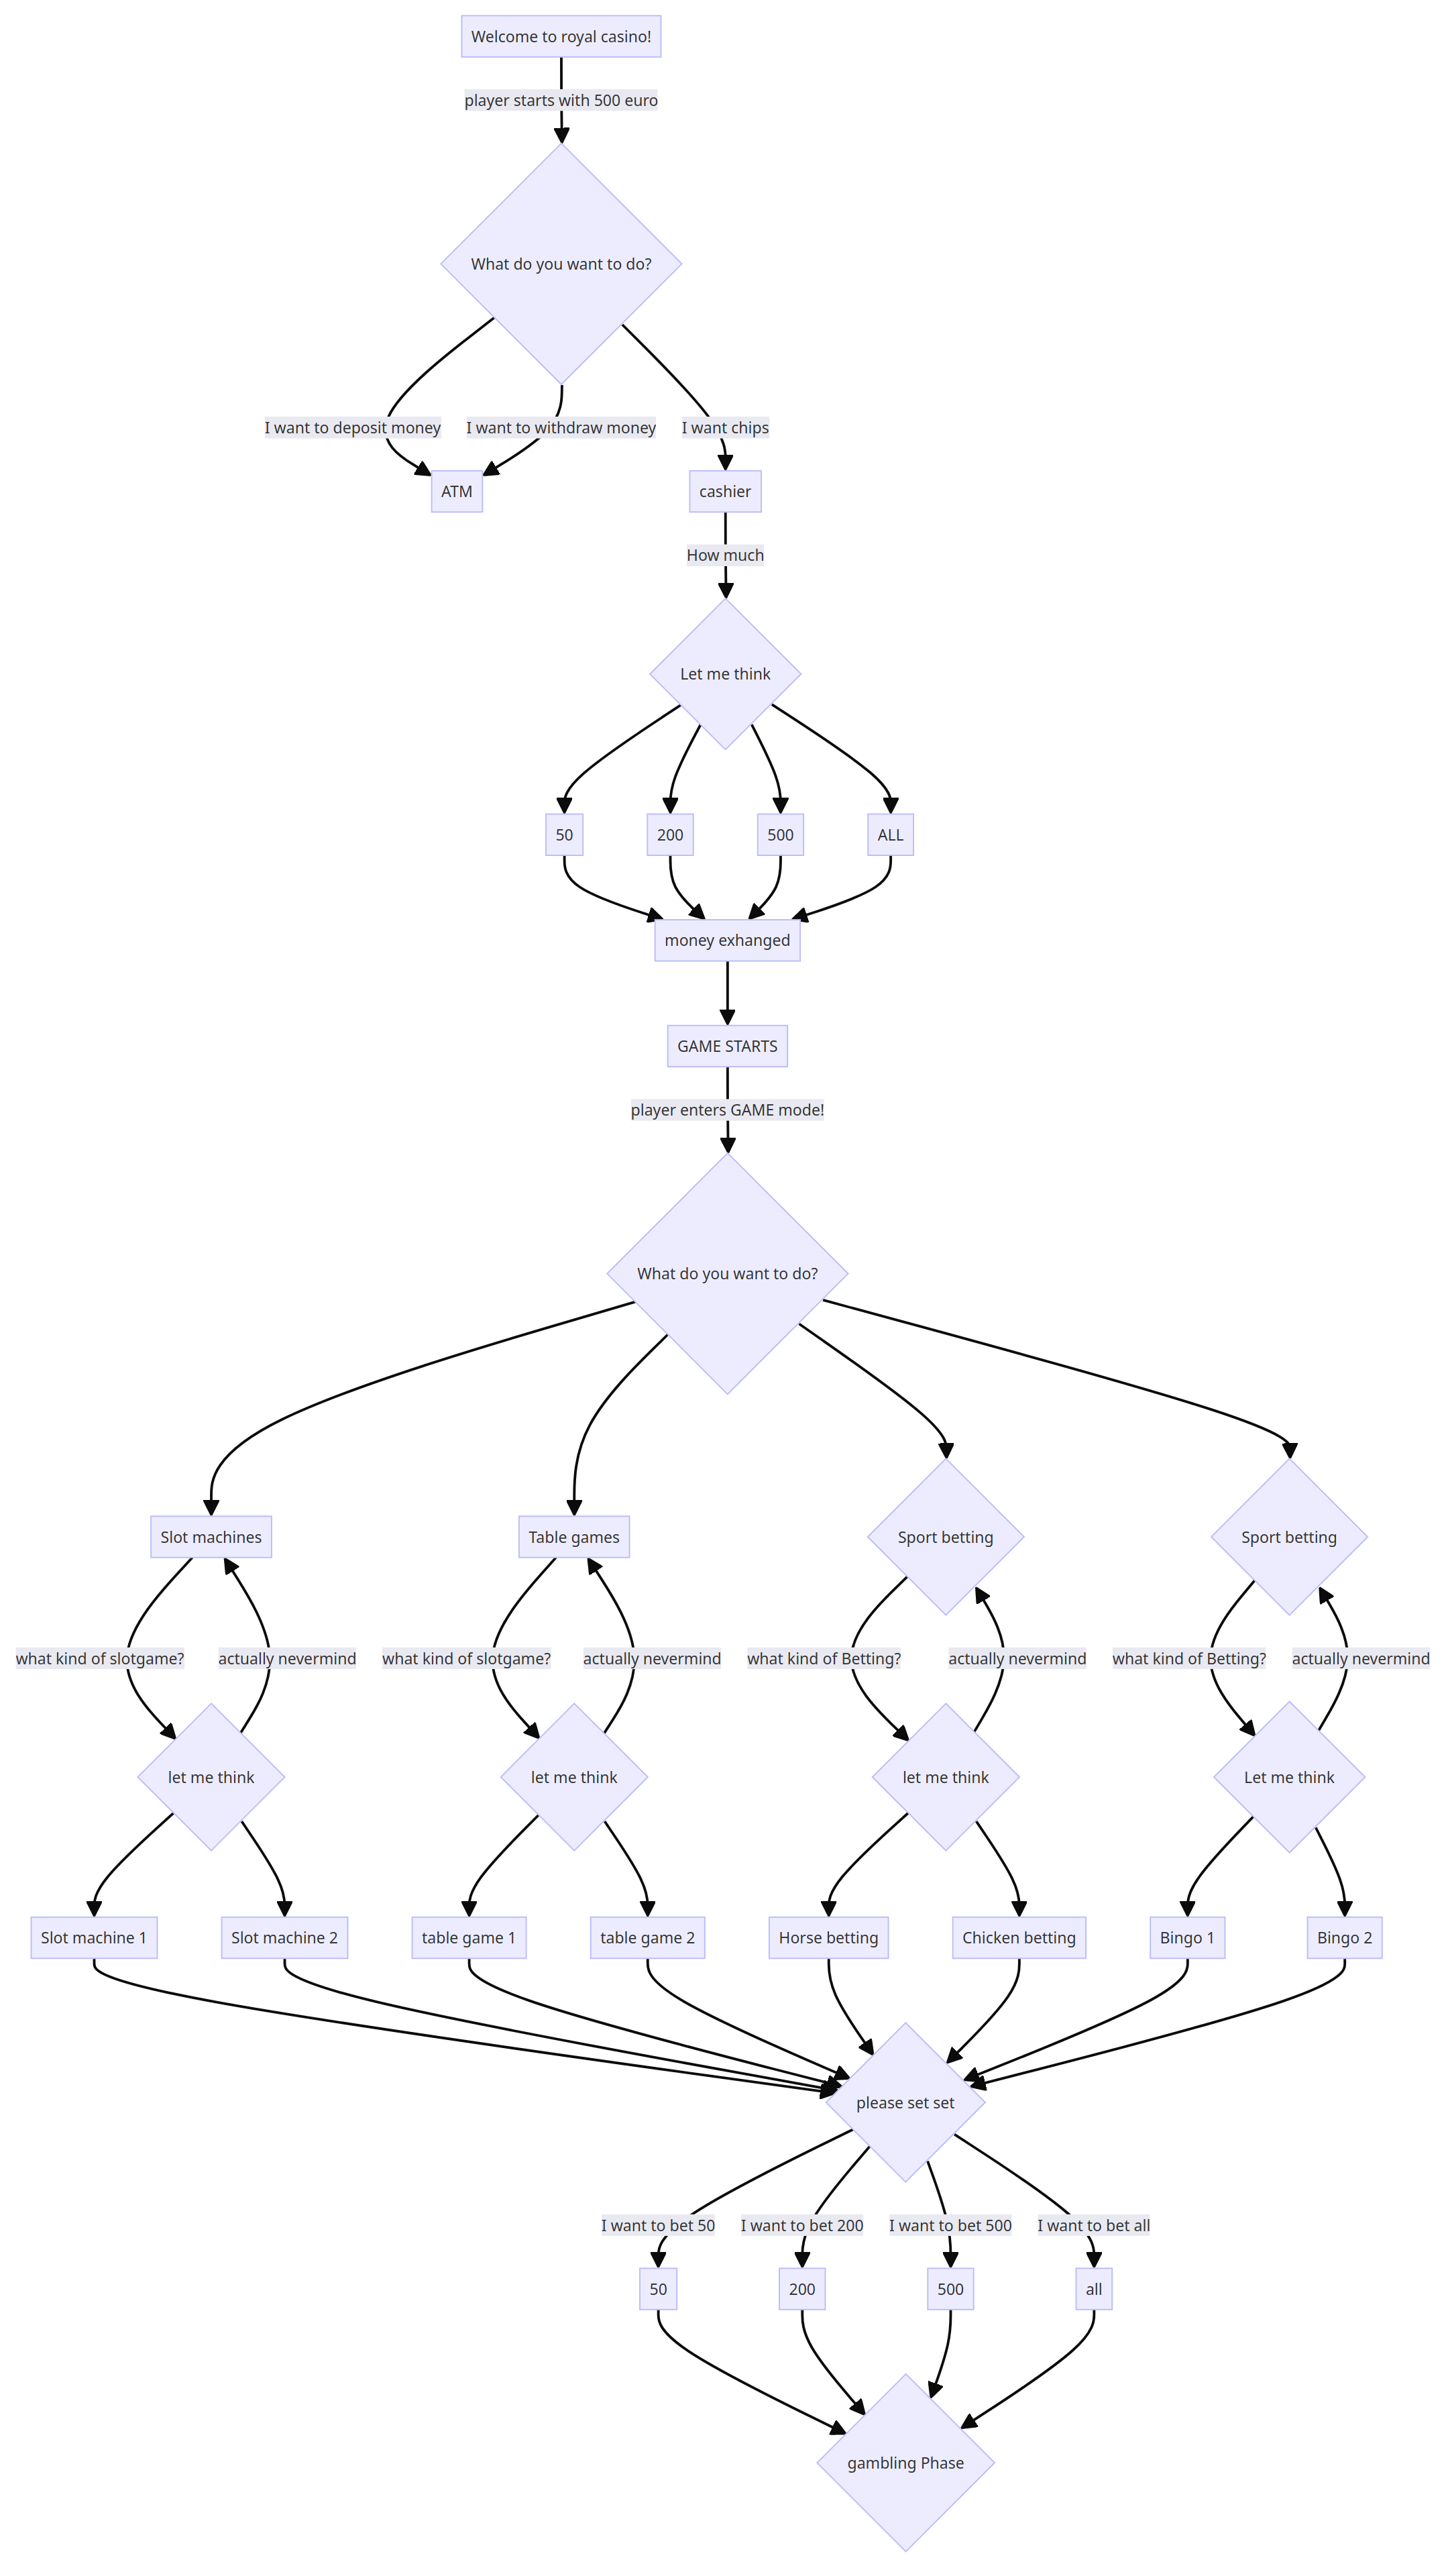 Welcome to royal casino!
player starts with 500 euro
What do you want to do?
I want to deposit money
I want to withdraw money
I want chips
ATM
cashier
How much
Let me think
50
200
500
ALL
money exhanged
GAME STARTS
player enters GAME mode!
What do you want to do?
Slot machines
Table games
Sport betting
Sport betting
what kind of slotgame?
actually nevermind
what kind of slotgame?
actually nevermind
what kind of Betting?
actually nevermind
what kind of Betting?
actually nevermind
let me think
let me think
let me think
Let me think
Slot machine 1
Slot machine 2
table game 1
table game 2
Horse betting
Chicken betting
Bingo 1
Bingo 2
please set set
I want to bet 50
I want to bet 200
I want to bet 500
I want to bet all
50
200
500
all
gambling Phase